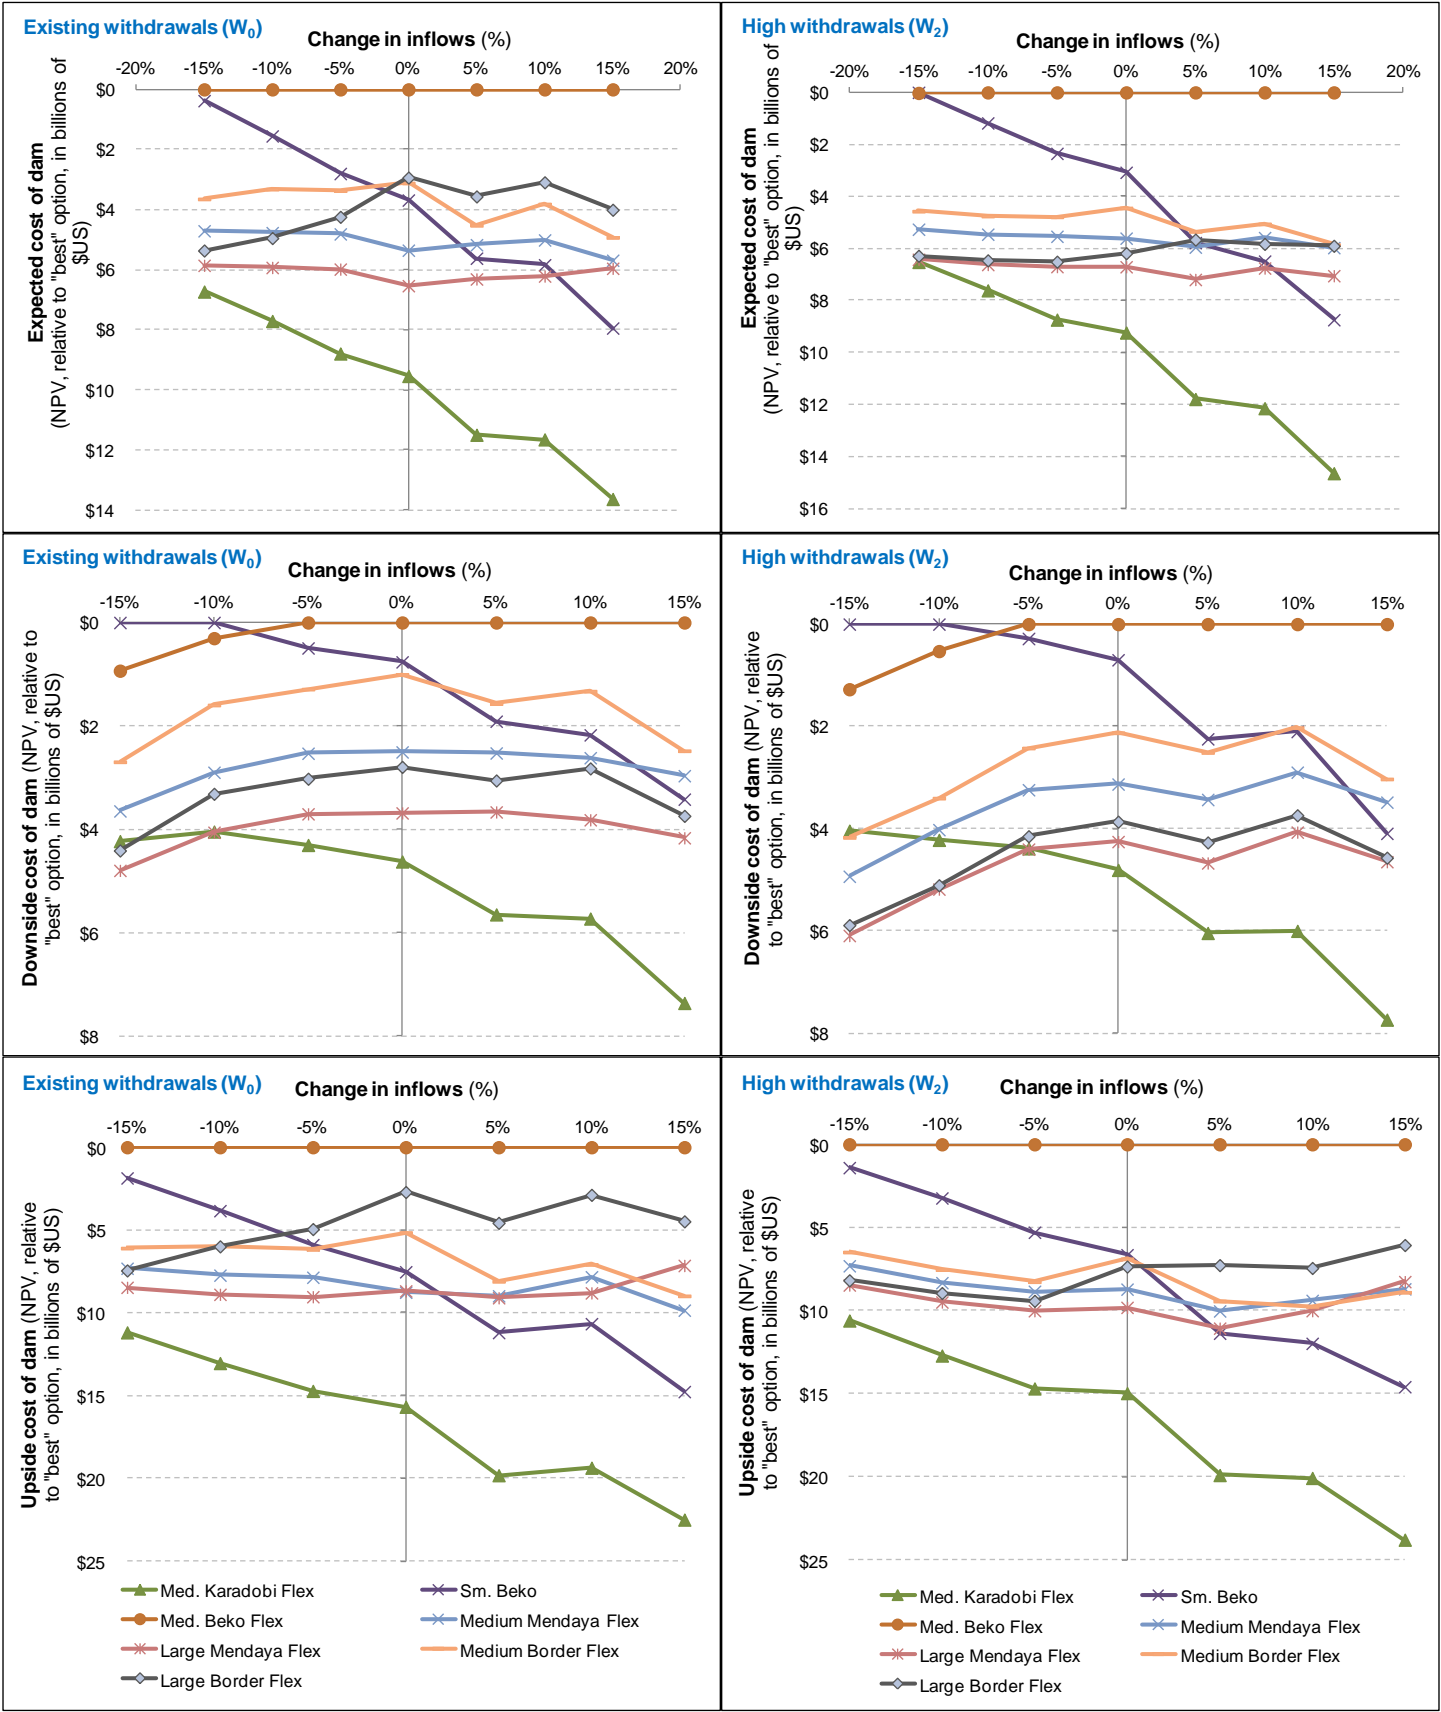 Existing withdrawals (W0)
Change in inflows (%)
-20% -15% -10% -5% 0% 5% 10% 15% 20%
$0
$2
$4
$6
$8
$10
$12
$14
Expected cost of dam
(NPV, relative to "best" option, in billions of
$US)
High withdrawals (W2)
Change in inflows (%)
-20% -15% -10% -5% 0% 5% 10% 15% 20%
$0
$2
$4
$6
$8
$10
$12
$14
$16
Expected cost of dam
(NPV, relative to "best" option, in billions of
$US)
Existing withdrawals (W0)
Change in inflows (%)
-15% -10% -5% 0% 5% 10% 15%
$0
$2
$4
$6
$8
Downside cost of dam (NPV, relative to
"best" option, in billions of $US)
High withdrawals (W2)
Change in inflows (%)
-15% -10% -5% 0% 5% 10% 15%
$0
$2
$4
$6
$8
Downside cost of dam (NPV, relative
to "best" option, in billions of $US)
Existing withdrawals (W0)
Change in inflows (%)
-15% -10% -5% 0% 5% 10% 15%
$0
$5
$10
$15
$20
$25
Upside cost of dam (NPV, relative
to "best" option, in billions of $US)
Med. Karadobi Flex
Sm. Beko
Med. Beko Flex
Medium Mendaya Flex
Large Mendaya Flex
Medium Border Flex
Large Border Flex
High withdrawals (W2)
Change in inflows (%)
-15% -10% -5% 0% 5% 10% 15%
$0
$5
$10
$15
$20
$25
Upside cost of dam (NPV, relative
to "best" option, in billions of $US)
Med. Karadobi Flex
Sm. Beko
Med. Beko Flex
Medium Mendaya Flex
Large Mendaya Flex
Medium Border Flex
Large Border Flex